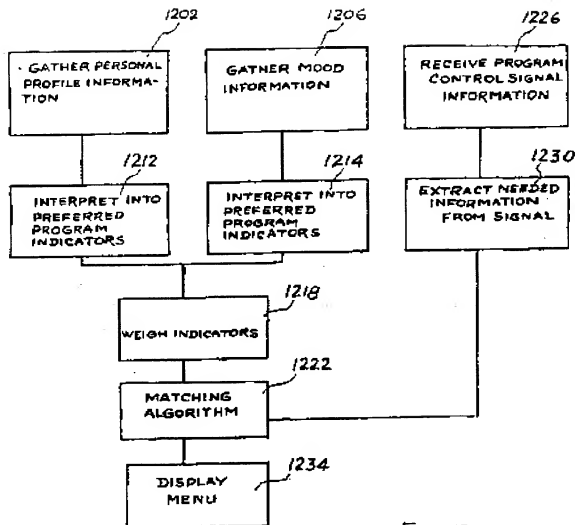 1202
1206
1226
· GATHER PERSONAL
PROFILE INFORMA-
TION
GATHER MOOD
INFORMATION
RECEIVE PROGRAM
CONTROL SIGNAL
INFORMATION
1212
1214
1230
INTERPRET INTO
PREFERRED
PROGRAM
INDICATORS
INTERPRET INTO
PREFERRED
PROGRAM
INDICATORS
EXTRACT NEEDED
INFORMATION
FROM SIGNAL
1218
WEIGH INDICATORS
1222
MATCHING
ALGORITHM
1234
DISPLAY
MENU